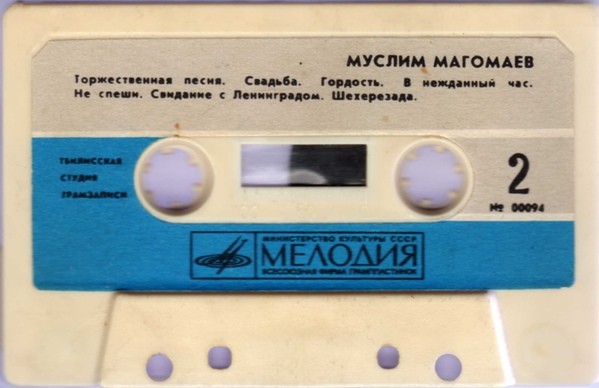 МУСЛИМ МАГОМАЕВ
Торжественная песня. Свадьба. Гордость. В нежданный час.
Не спеши. Свидание с Ленинградом. Шехерезада.
ТБИЛИССКАЯ
СТУДИЯ
ГРАМЗАПИСИ
2
№ 00094
МИНИСТЕРСТВО КУЛЬТУРЫ СССР
МЕЛОДИЯ
ВСЕСОЮЗНАЯ ФИРМА ГРАМПЛАСТИНОК